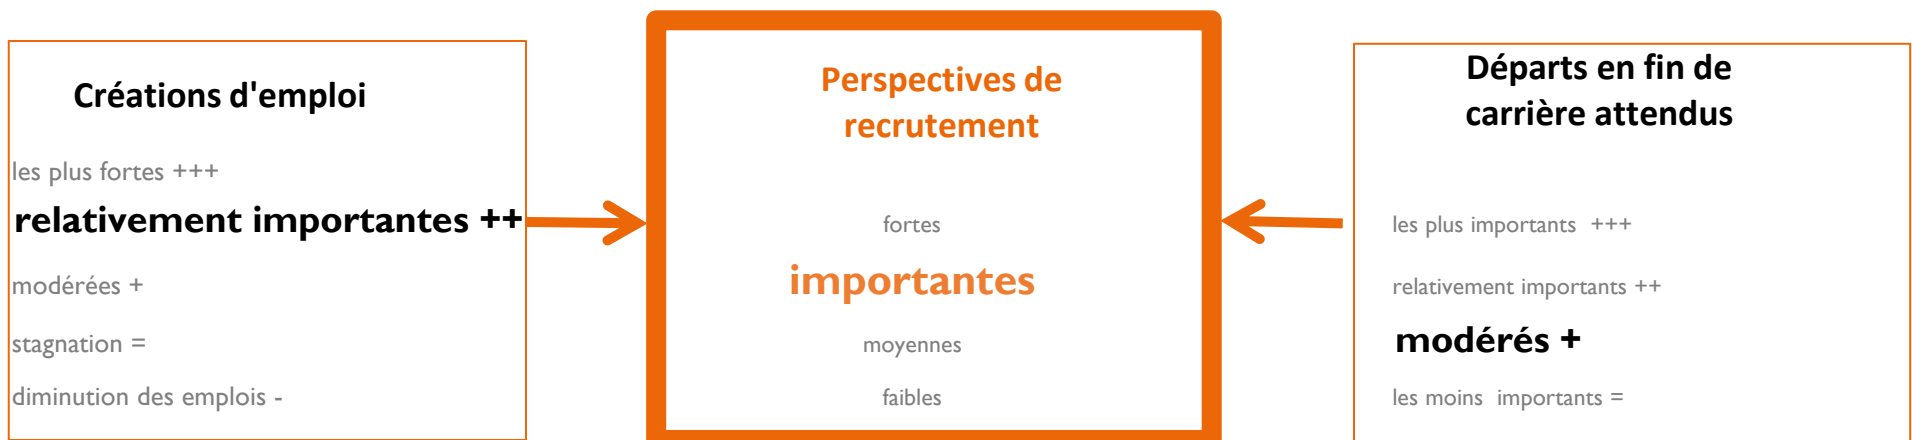 Créations d'emploi
les plus fortes +++
relativement importantes ++
modérées +
stagnation =
diminution des emplois -
Perspectives de
recrutement
fortes
importantes
moyennes
faibles
Départs en fin de
carrière attendus
les plus importants +++
relativement importants ++
modérés +
les moins importants =